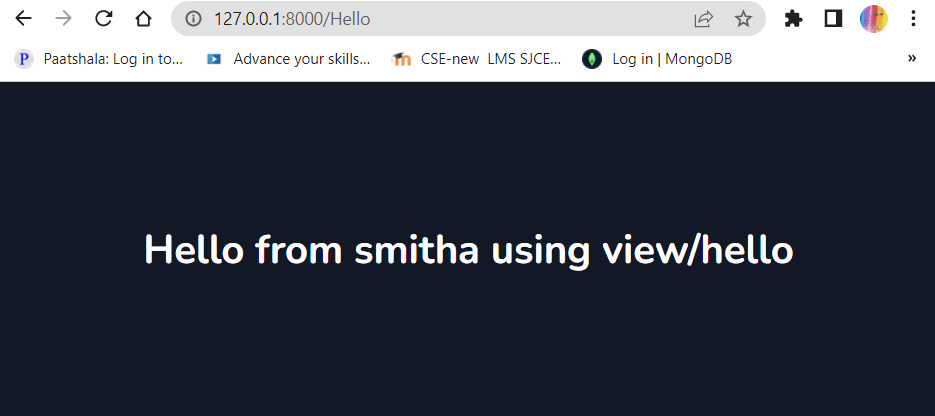 127.0.0.1:8000/Hello
P Paatshala: Log in to... Advance your skills... CSE-new LMS SJCE... Log in | MongoDB »
Hello from smitha using view/hello